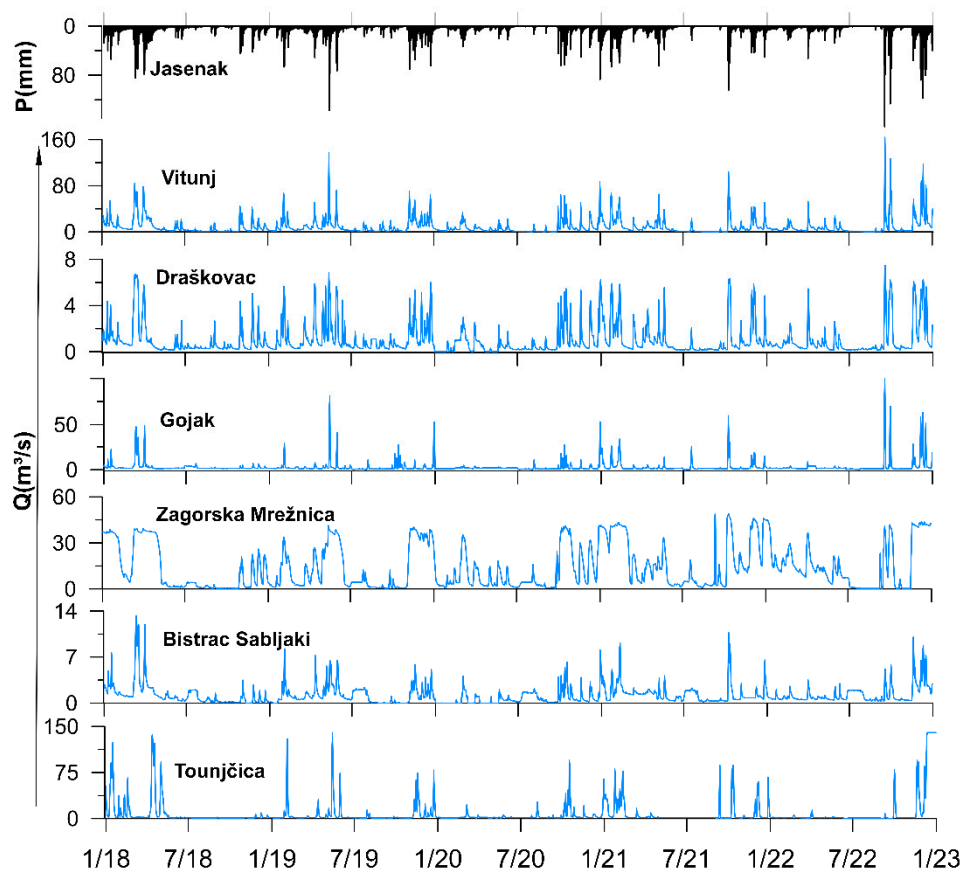 P(mm)
0
80
Jasenak
Q(m³/s)
160
80
0
Vitunj
8
4
0
Draškovac
50
0
Gojak
60
30
0
Zagorska Mrežnica
14
7
0
Bistrac Sabljaki
150
75
0
Tounjčica
1/18 7/18 1/19 7/19 1/20 7/20 1/21 7/21 1/22 7/22 1/23